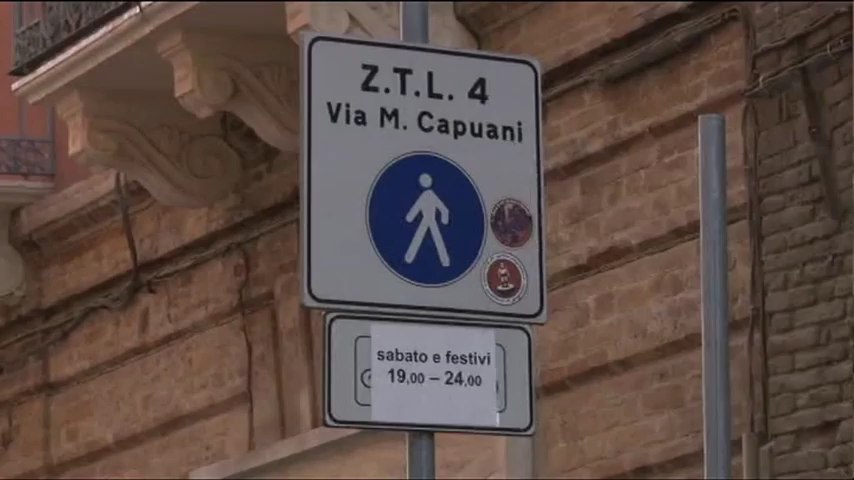 Z.T.L. 4
Via M. Capuani
sabato e festivi
19,00 – 24,00